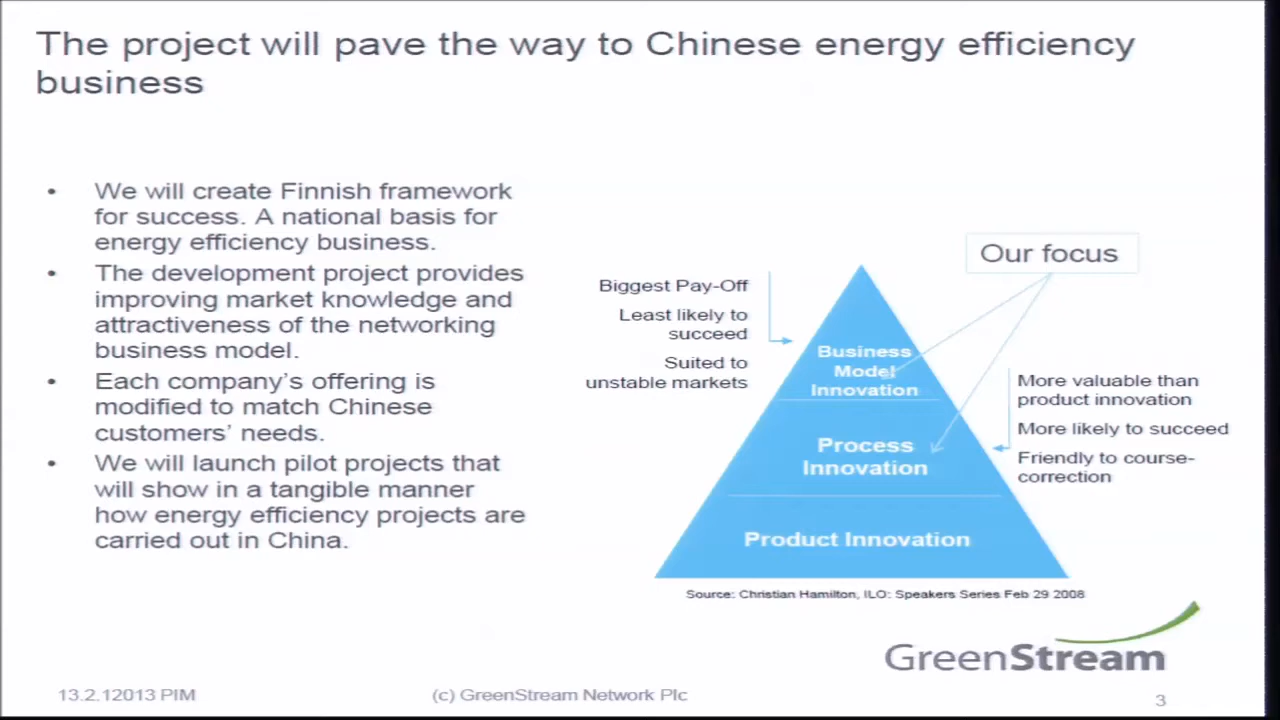 The project will pave the way to Chinese energy efficiency
business
• We will create Finnish framework
for success. A national basis for
energy efficiency business.
• The development project provides
improving market knowledge and
attractiveness of the networking
business model.
• Each company's offering is
modified to match Chinese
customers' needs.
• We will launch pilot projects that
will show in a tangible manner
how energy efficiency projects are
carried out in China.
Our focus
Biggest Pay-Off
Least likely to
succeed
Suited to
unstable markets
Business
Model
Innovation
Process
Innovation
Product Innovation
More valuable than
product innovation
More likely to succeed
Friendly to course-
correction
Source: Christian Hamilton, ILO: Speakers Series Feb 29 2008
GreenStream
13.2.12013 PIM
(c) GreenStream Network Plc
3